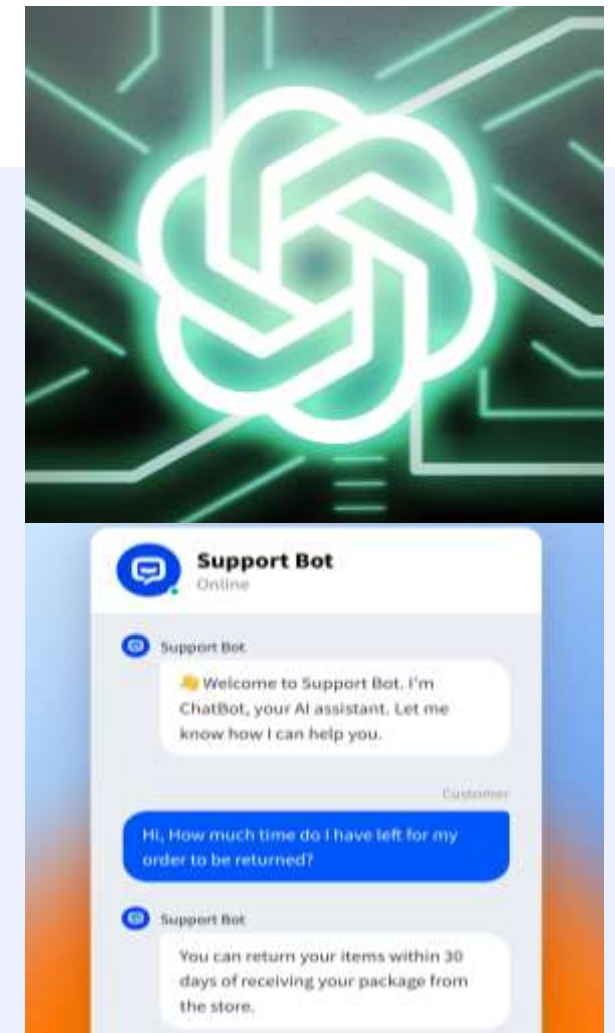 Support Bot
Online
Support Bot
👋 Welcome to Support Bot. I'm
ChatBot, your AI assistant. Let me
know how I can help you.
Customer
Hi, How much time do I have left for my
order to be returned?
Support Bot
You can return your items within 30
days of receiving your package from
the store.